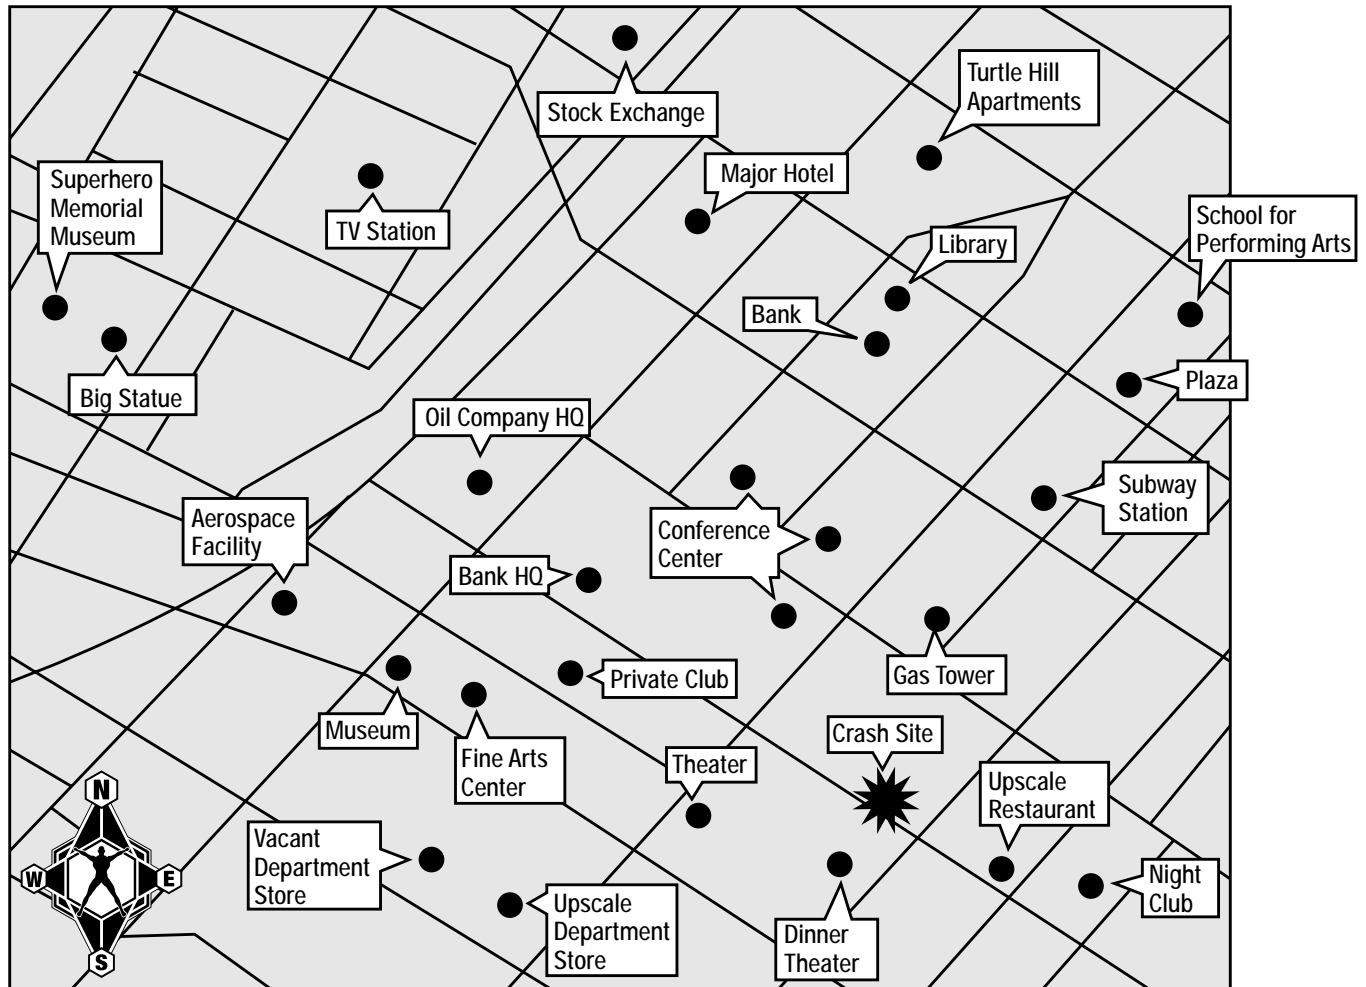 Stock Exchange
Turtle Hill
Apartments
Superhero
Memorial
Museum
Major Hotel
TV Station
School for
Performing Arts
Library
Bank
Big Statue
Plaza
Oil Company HQ
Subway
Station
Aerospace
Facility
Conference
Center
Bank HQ
Gas Tower
Private Club
Museum
Fine Arts
Center
Theater
Crash Site
Upscale
Restaurant
N
W
E
S
Vacant
Department
Store
Night
Club
Upscale
Department
Store
Dinner
Theater